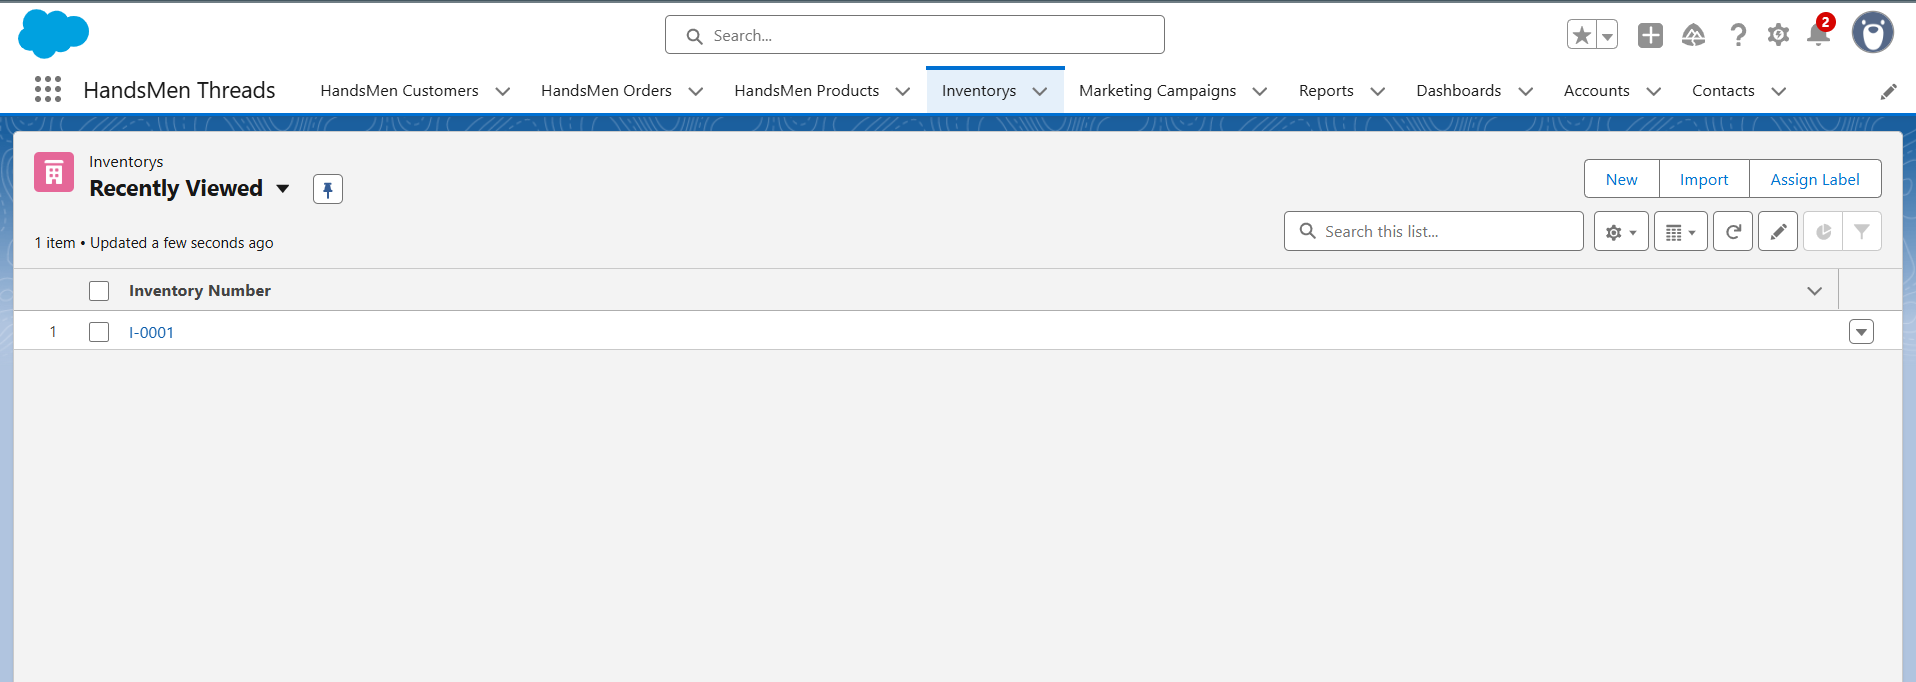 Search...
2
HandsMen Threads HandsMen Customers HandsMen Orders HandsMen Products Inventorys Marketing Campaigns Reports Dashboards Accounts Contacts
Inventorys
Recently Viewed
New Import Assign Label
1 item • Updated a few seconds ago
Search this list...
Inventory Number
1 I-0001